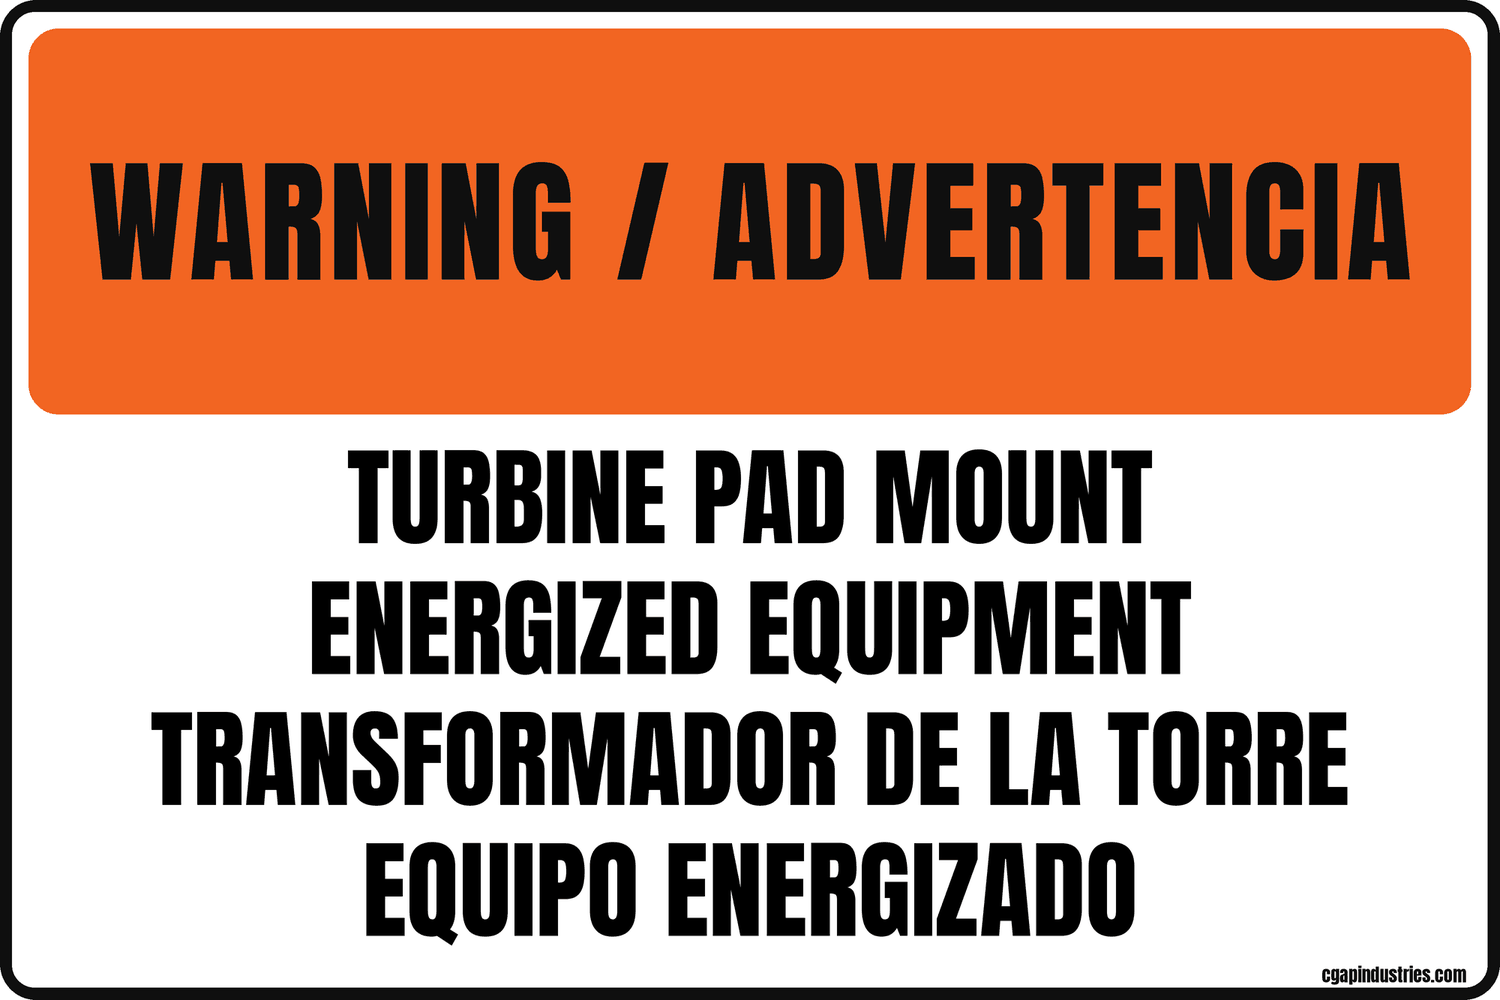 WARNING / ADVERTENCIA
TURBINE PAD MOUNT
ENERGIZED EQUIPMENT
TRANSFORMADOR DE LA TORRE
EQUIPO ENERGIZADO
cgapindustries.com